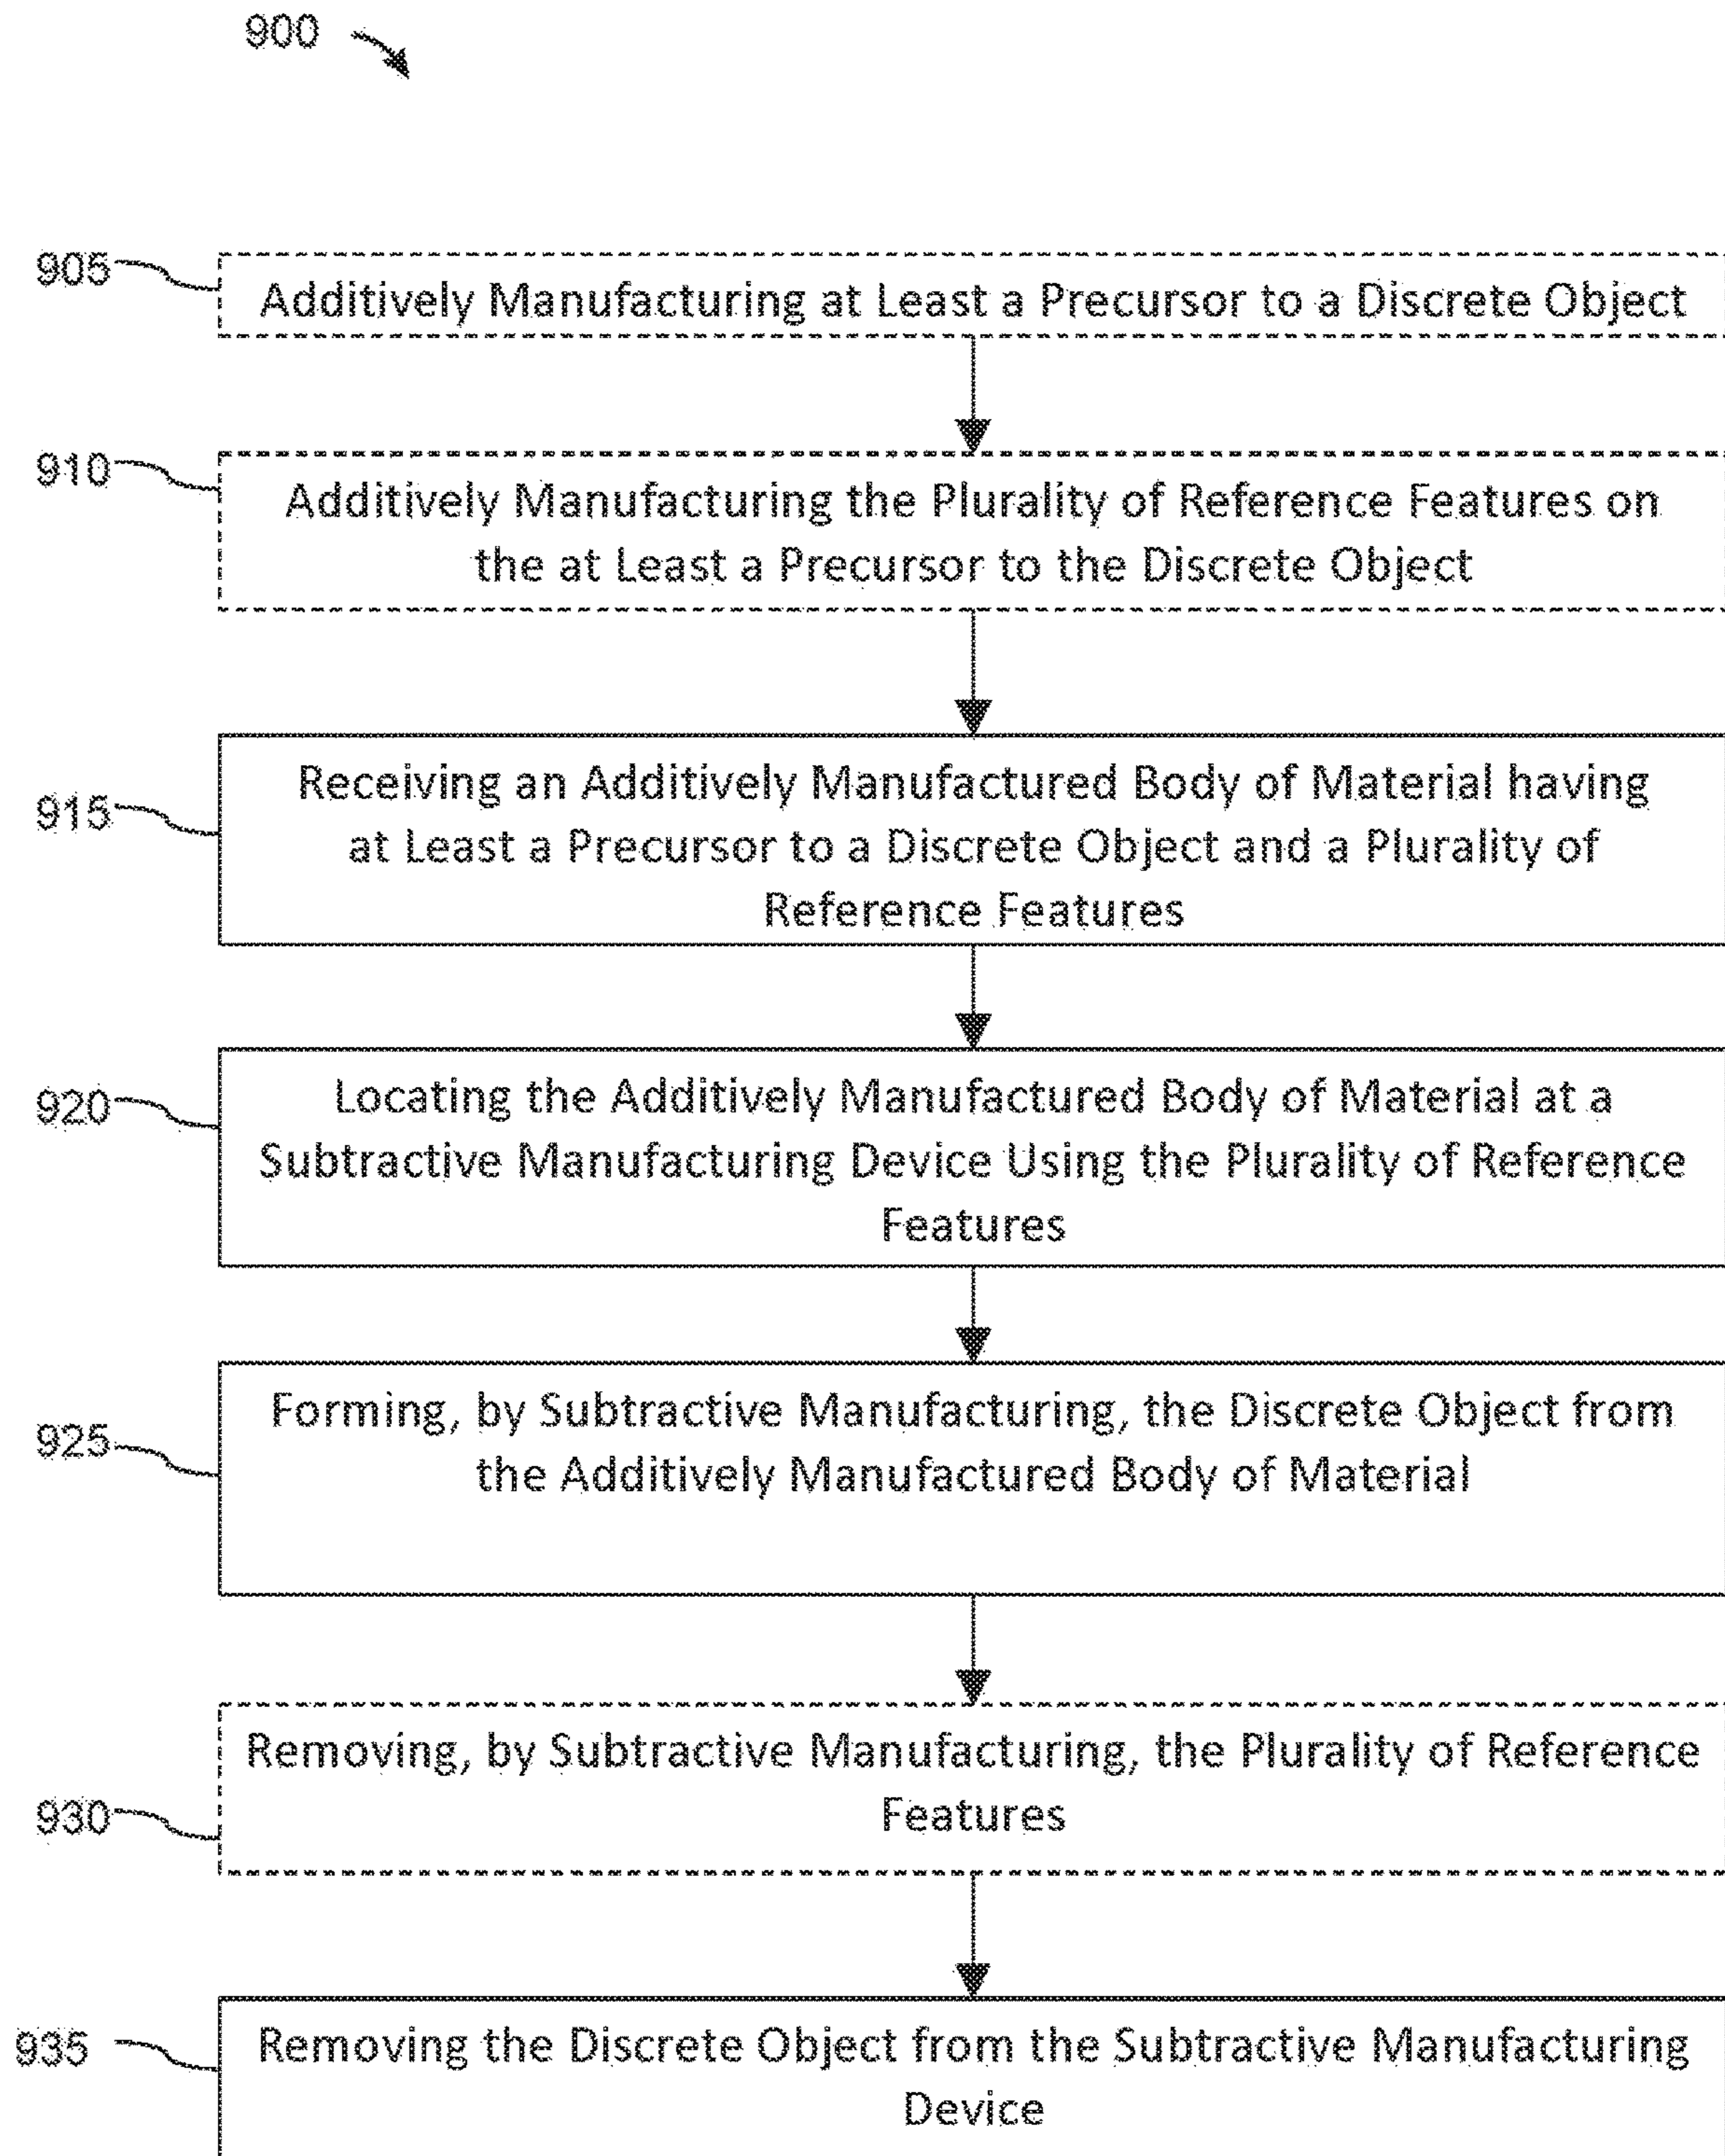 900
905
Additively Manufacturing at Least a Precursor to a Discrete Object
910
Additively Manufacturing the Plurality of Reference Features on
the at Least a Precursor to the Discrete Object
915
Receiving an Additively Manufactured Body of Material having
at Least a Precursor to a Discrete Object and a Plurality of
Reference Features
920
Locating the Additively Manufactured Body of Material at a
Subtractive Manufacturing Device Using the Plurality of Reference
Features
925
Forming, by Subtractive Manufacturing, the Discrete Object from
the Additively Manufactured Body of Material
930
Removing, by Subtractive Manufacturing, the Plurality of Reference
Features
935
Removing the Discrete Object from the Subtractive Manufacturing
Device